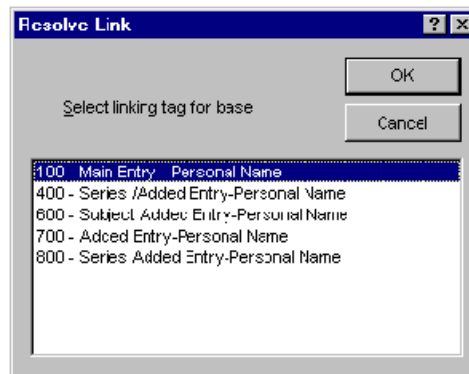 Resolve Link
? ×
OK
Select linking tag for base
Cancel
100 - Main Entry - Personal Name
400 - Series /Added Entry-Personal Name
600 - Subject Added Entry-Personal Name
700 - Added Entry-Personal Name
800 - Series Added Entry-Personal Name